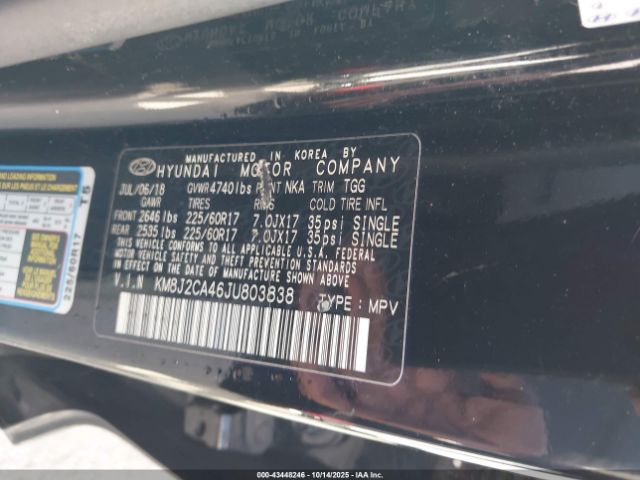 MANUFACTURED IN KOREA BY
HYUNDAI MOTOR COMPANY
JUL/06/18 GVWR 4740 lbs PAINT NKA TRIM TGG
GAWR TIRES RIMS COLD TIRE INFL
FRONT 2646 lbs 225/60R17 7.0JX17 35psi SINGLE
REAR 2535 lbs 225/60R17 7.0JX17 35psi SINGLE
THIS VEHICLE CONFORMS TO ALL APPLICABLE U.S.A. FEDERAL
MOTOR VEHICLE SAFETY AND THEFT PREVENTION
STANDARDS IN EFFECT ON THE DATE OF MANUFACTURE SHOWN ABOVE.
V.I.N KM8J2CA46JU803838 TYPE : MPV
AND LOADING INFORMATION
225/60R17 T5
000-43448246 - 10/14/2025 - IAA Inc.